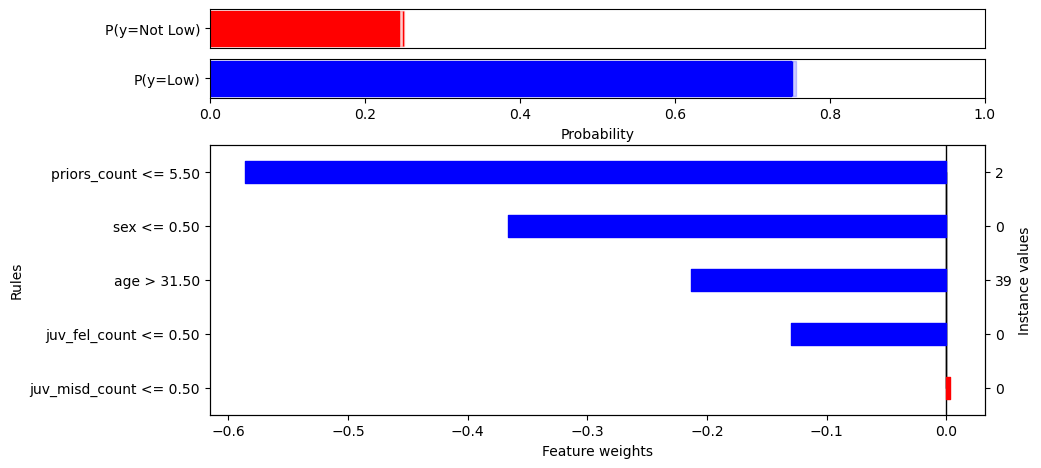 P(y=Not Low)
P(y=Low)
0.0 0.2 0.4 0.6 0.8 1.0
Probability
priors_count <= 5.50 2
sex <= 0.50 0
age > 31.50 39
juv_fel_count <= 0.50 0
juv_misd_count <= 0.50 0
Rules
Instance values
−0.6 −0.5 −0.4 −0.3 −0.2 −0.1 0.0
Feature weights